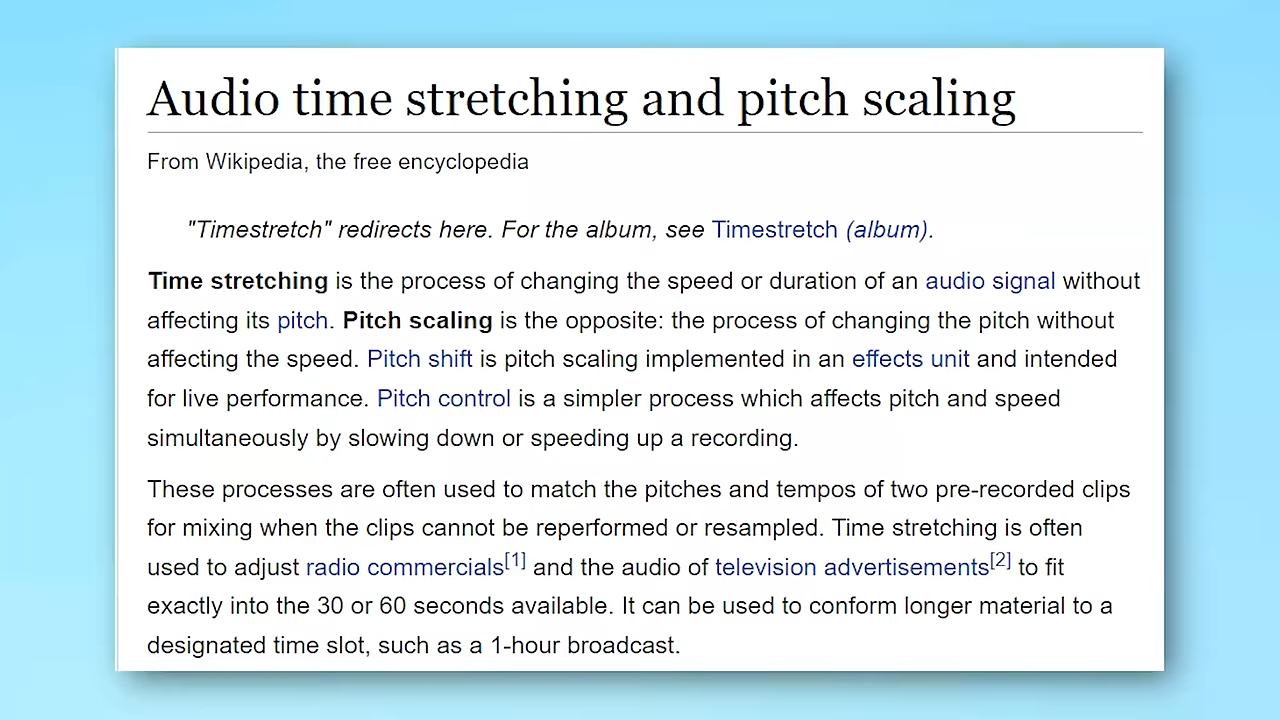 Audio time stretching and pitch scaling
From Wikipedia, the free encyclopedia
"Timestretch" redirects here. For the album, see Timestretch (album).
Time stretching is the process of changing the speed or duration of an audio signal without
affecting its pitch. Pitch scaling is the opposite: the process of changing the pitch without
affecting the speed. Pitch shift is pitch scaling implemented in an effects unit and intended
for live performance. Pitch control is a simpler process which affects pitch and speed
simultaneously by slowing down or speeding up a recording.
These processes are often used to match the pitches and tempos of two pre-recorded clips
for mixing when the clips cannot be reperformed or resampled. Time stretching is often
used to adjust radio commercials[1] and the audio of television advertisements[2] to fit
exactly into the 30 or 60 seconds available. It can be used to conform longer material to a
designated time slot, such as a 1-hour broadcast.